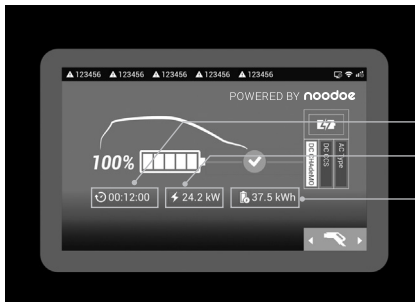 123456 123456 123456 123456 123456
POWERED BY noodoe
100%
DC CHAdeMO
DC CCS
AC Type
00:12:00 24.2 kW 37.5 kWh